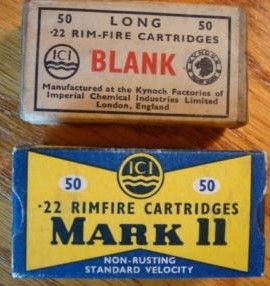 50 LONG 50
.22 RIM-FIRE CARTRIDGES
ICI BLANK KYNOCH
Manufactured at the Kynoch Factories of
Imperial Chemical Industries Limited
London, England
ICI
50 50
.22 RIMFIRE CARTRIDGES
MARK 11
NON-RUSTING
STANDARD VELOCITY